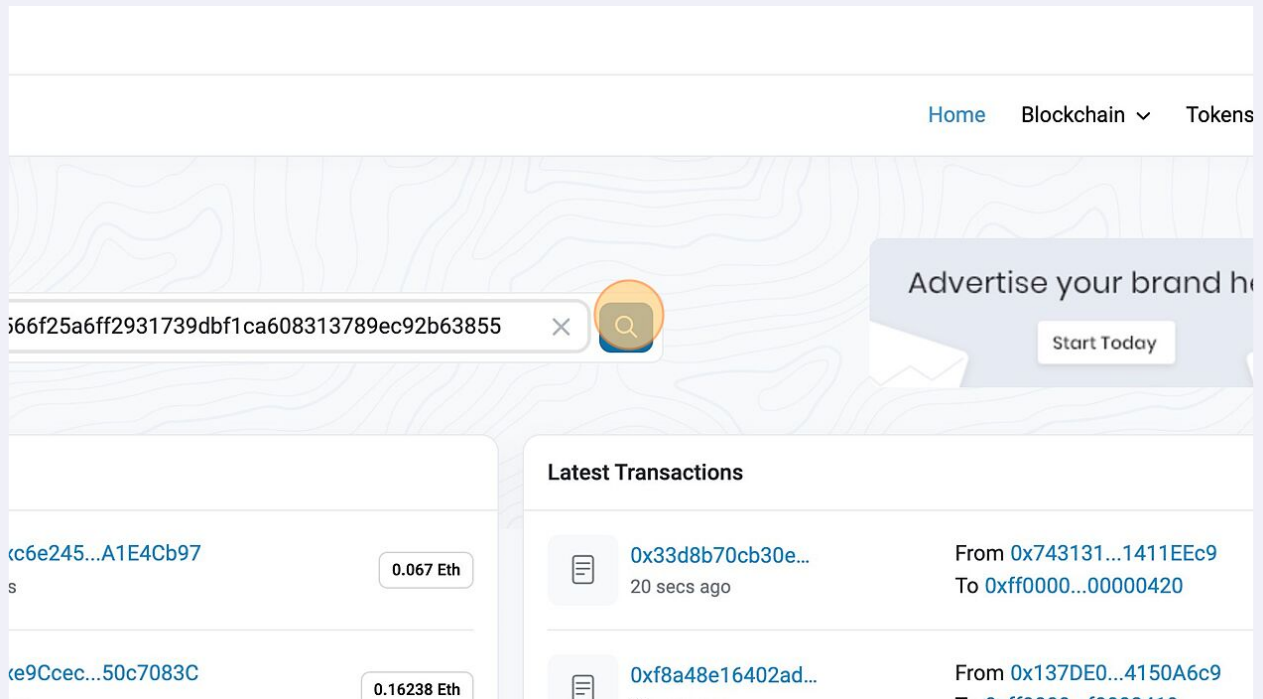 Home Blockchain Tokens
Advertise your brand he
566f25a6ff2931739dbf1ca608313789ec92b63855
Start Today
Latest Transactions
xc6e245...A1E4Cb97
s
0.067 Eth
0x33d8b70cb30e...
20 secs ago
From 0x743131...1411EEc9
To 0xff0000...00000420
xe9Ccec...50c7083C
0.16238 Eth
0xf8a48e16402ad...
From 0x137DE0...4150A6c9